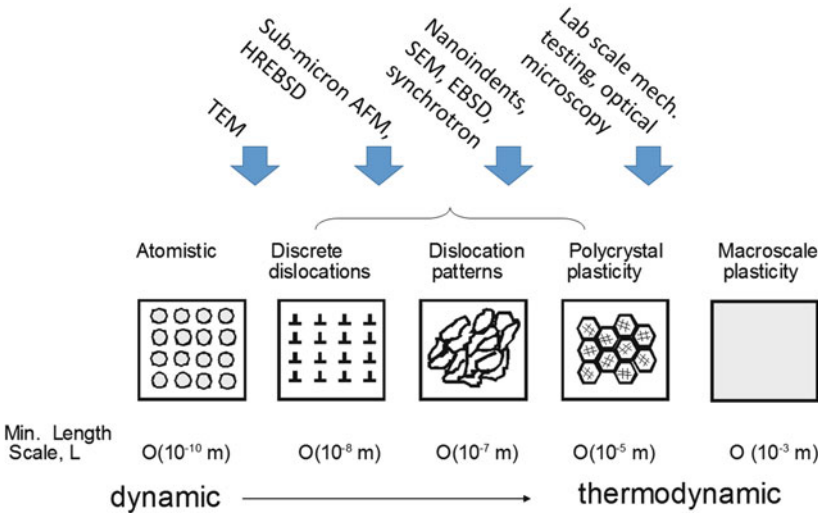 TEM
Sub-micron AFM,
HREBSD
Nanoindents,
SEM, EBSD,
synchrotron
Lab scale mech.
testing, optical
microscopy
Atomistic
Discrete
dislocations
Dislocation
patterns
Polycrystal
plasticity
Macroscale
plasticity
Min. Length
Scale, L
O(10⁻¹⁰ m)
O(10⁻⁸ m)
O(10⁻⁷ m)
O(10⁻⁵ m)
O (10⁻³ m)
dynamic
thermodynamic